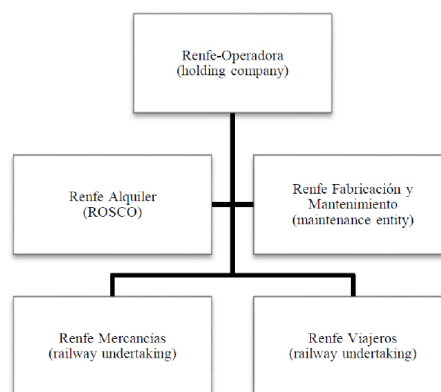 Renfe-Operadora
(holding company)
Renfe Alquiler
(ROSCO)
Renfe Fabricación y
Mantenimiento
(maintenance entity)
Renfe Mercancías
(railway undertaking)
Renfe Viajeros
(railway undertaking)